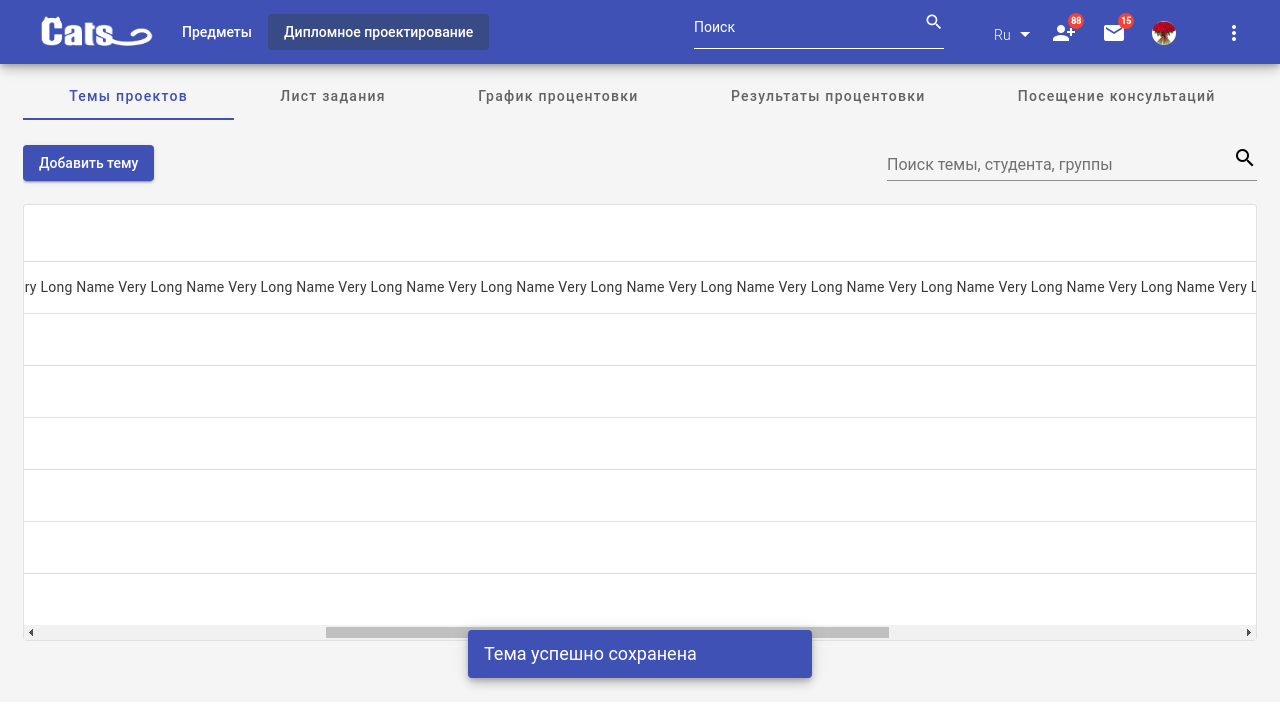 Cats
Предметы
Дипломное проектирование
Поиск
Ru
88
15
Темы проектов
Лист задания
График процентовки
Результаты процентовки
Посещение консультаций
Добавить тему
Поиск темы, студента, группы
ry Long Name Very Long Name Very Long Name Very Long Name Very Long Name Very Long Name Very Long Name Very Long Name Very Long Name Very Long Name Very Long Name Very L
Тема успешно сохранена